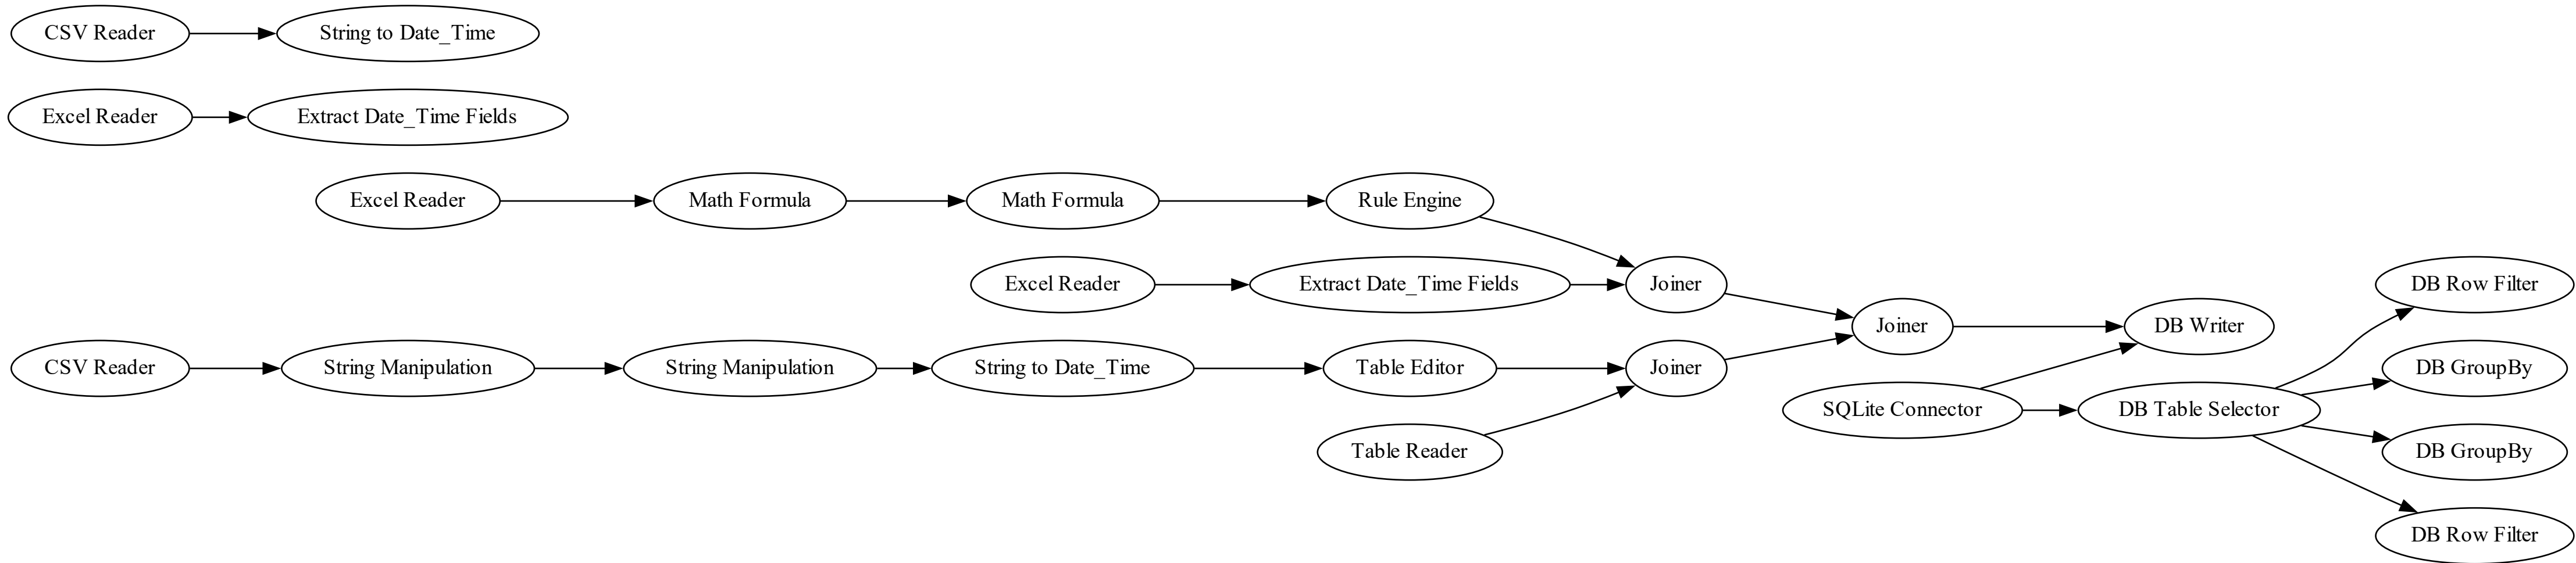 CSV Reader
String to Date_Time
Excel Reader
Extract Date_Time Fields
Excel Reader
Math Formula
Math Formula
Rule Engine
Excel Reader
Extract Date_Time Fields
Joiner
DB Row Filter
Joiner
DB Writer
CSV Reader
String Manipulation
String Manipulation
String to Date_Time
Table Editor
Joiner
DB GroupBy
SQLite Connector
DB Table Selector
Table Reader
DB GroupBy
DB Row Filter